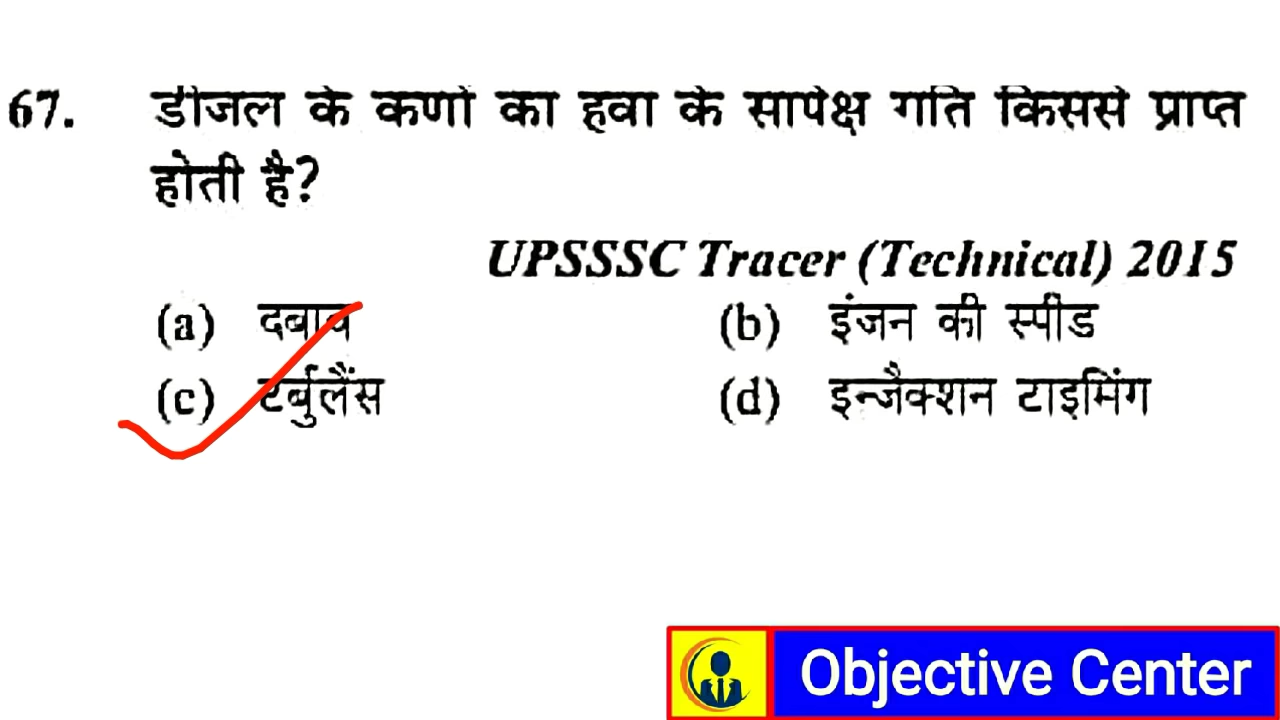 67. डीजल के कणों का हवा के सापेक्ष गति किससे प्राप्त
होती है?
UPSSSC Tracer (Technical) 2015
(a) दबाव (b) इंजन की स्पीड
(c) टर्बुलैंस (d) इन्जैक्शन टाइमिंग
Objective Center